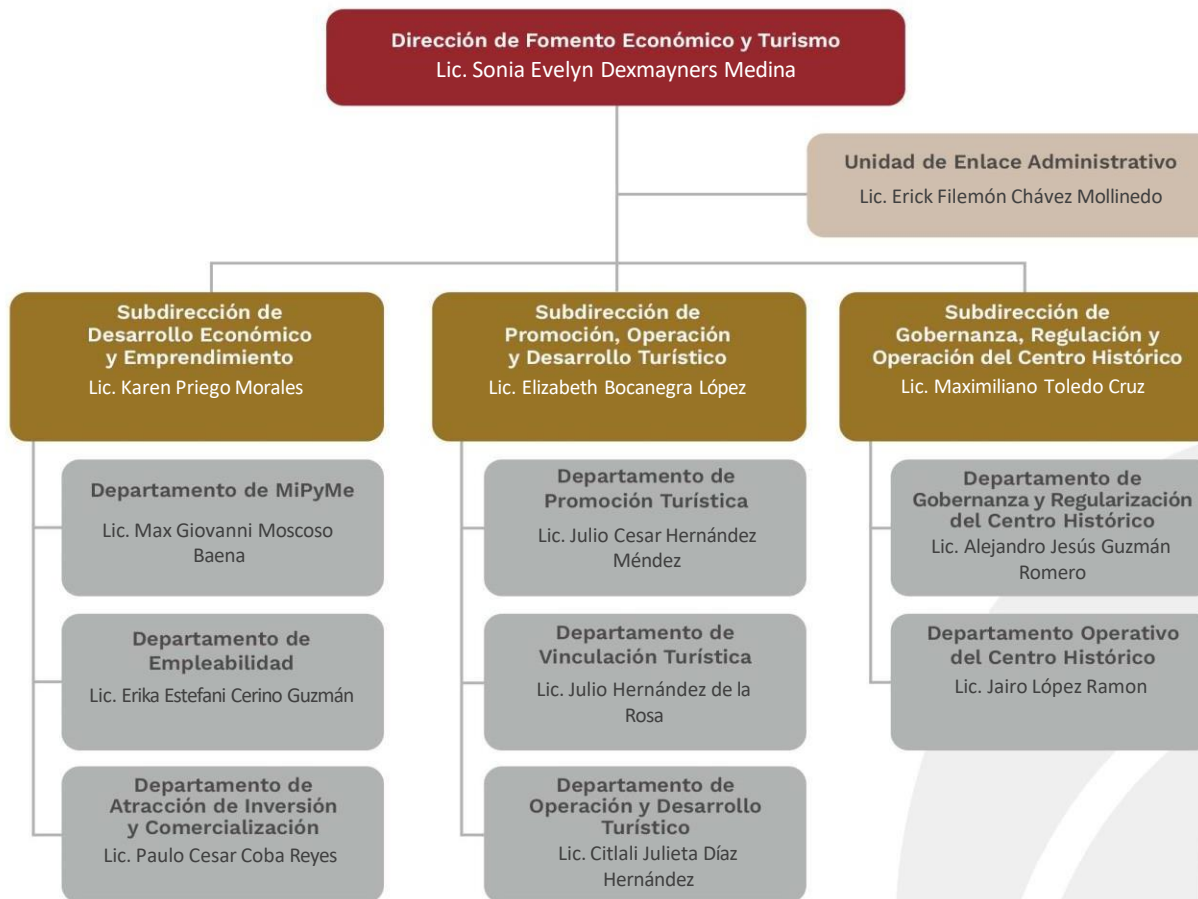 Dirección de Fomento Económico y Turismo
Lic. Sonia Evelyn Dexmayners Medina
Unidad de Enlace Administrativo
Lic. Erick Filemón Chávez Mollinedo
Subdirección de
Desarrollo Económico
y Emprendimiento
Lic. Karen Priego Morales
Departamento de MiPyMe
Lic. Max Giovanni Moscoso
Baena
Departamento de
Empleabilidad
Lic. Erika Estefani Cerino Guzmán
Departamento de
Atracción de Inversión
y Comercialización
Lic. Paulo Cesar Coba Reyes
Subdirección de
Promoción, Operación
y Desarrollo Turístico
Lic. Elizabeth Bocanegra López
Departamento de
Promoción Turística
Lic. Julio Cesar Hernández
Méndez
Departamento de
Vinculación Turística
Lic. Julio Hernández de la
Rosa
Departamento de
Operación y Desarrollo
Turístico
Lic. Citlali Julieta Díaz
Hernández
Subdirección de
Gobernanza, Regulación y
Operación del Centro Histórico
Lic. Maximiliano Toledo Cruz
Departamento de
Gobernanza y Regularización
del Centro Histórico
Lic. Alejandro Jesús Guzmán
Romero
Departamento Operativo
del Centro Histórico
Lic. Jairo López Ramon